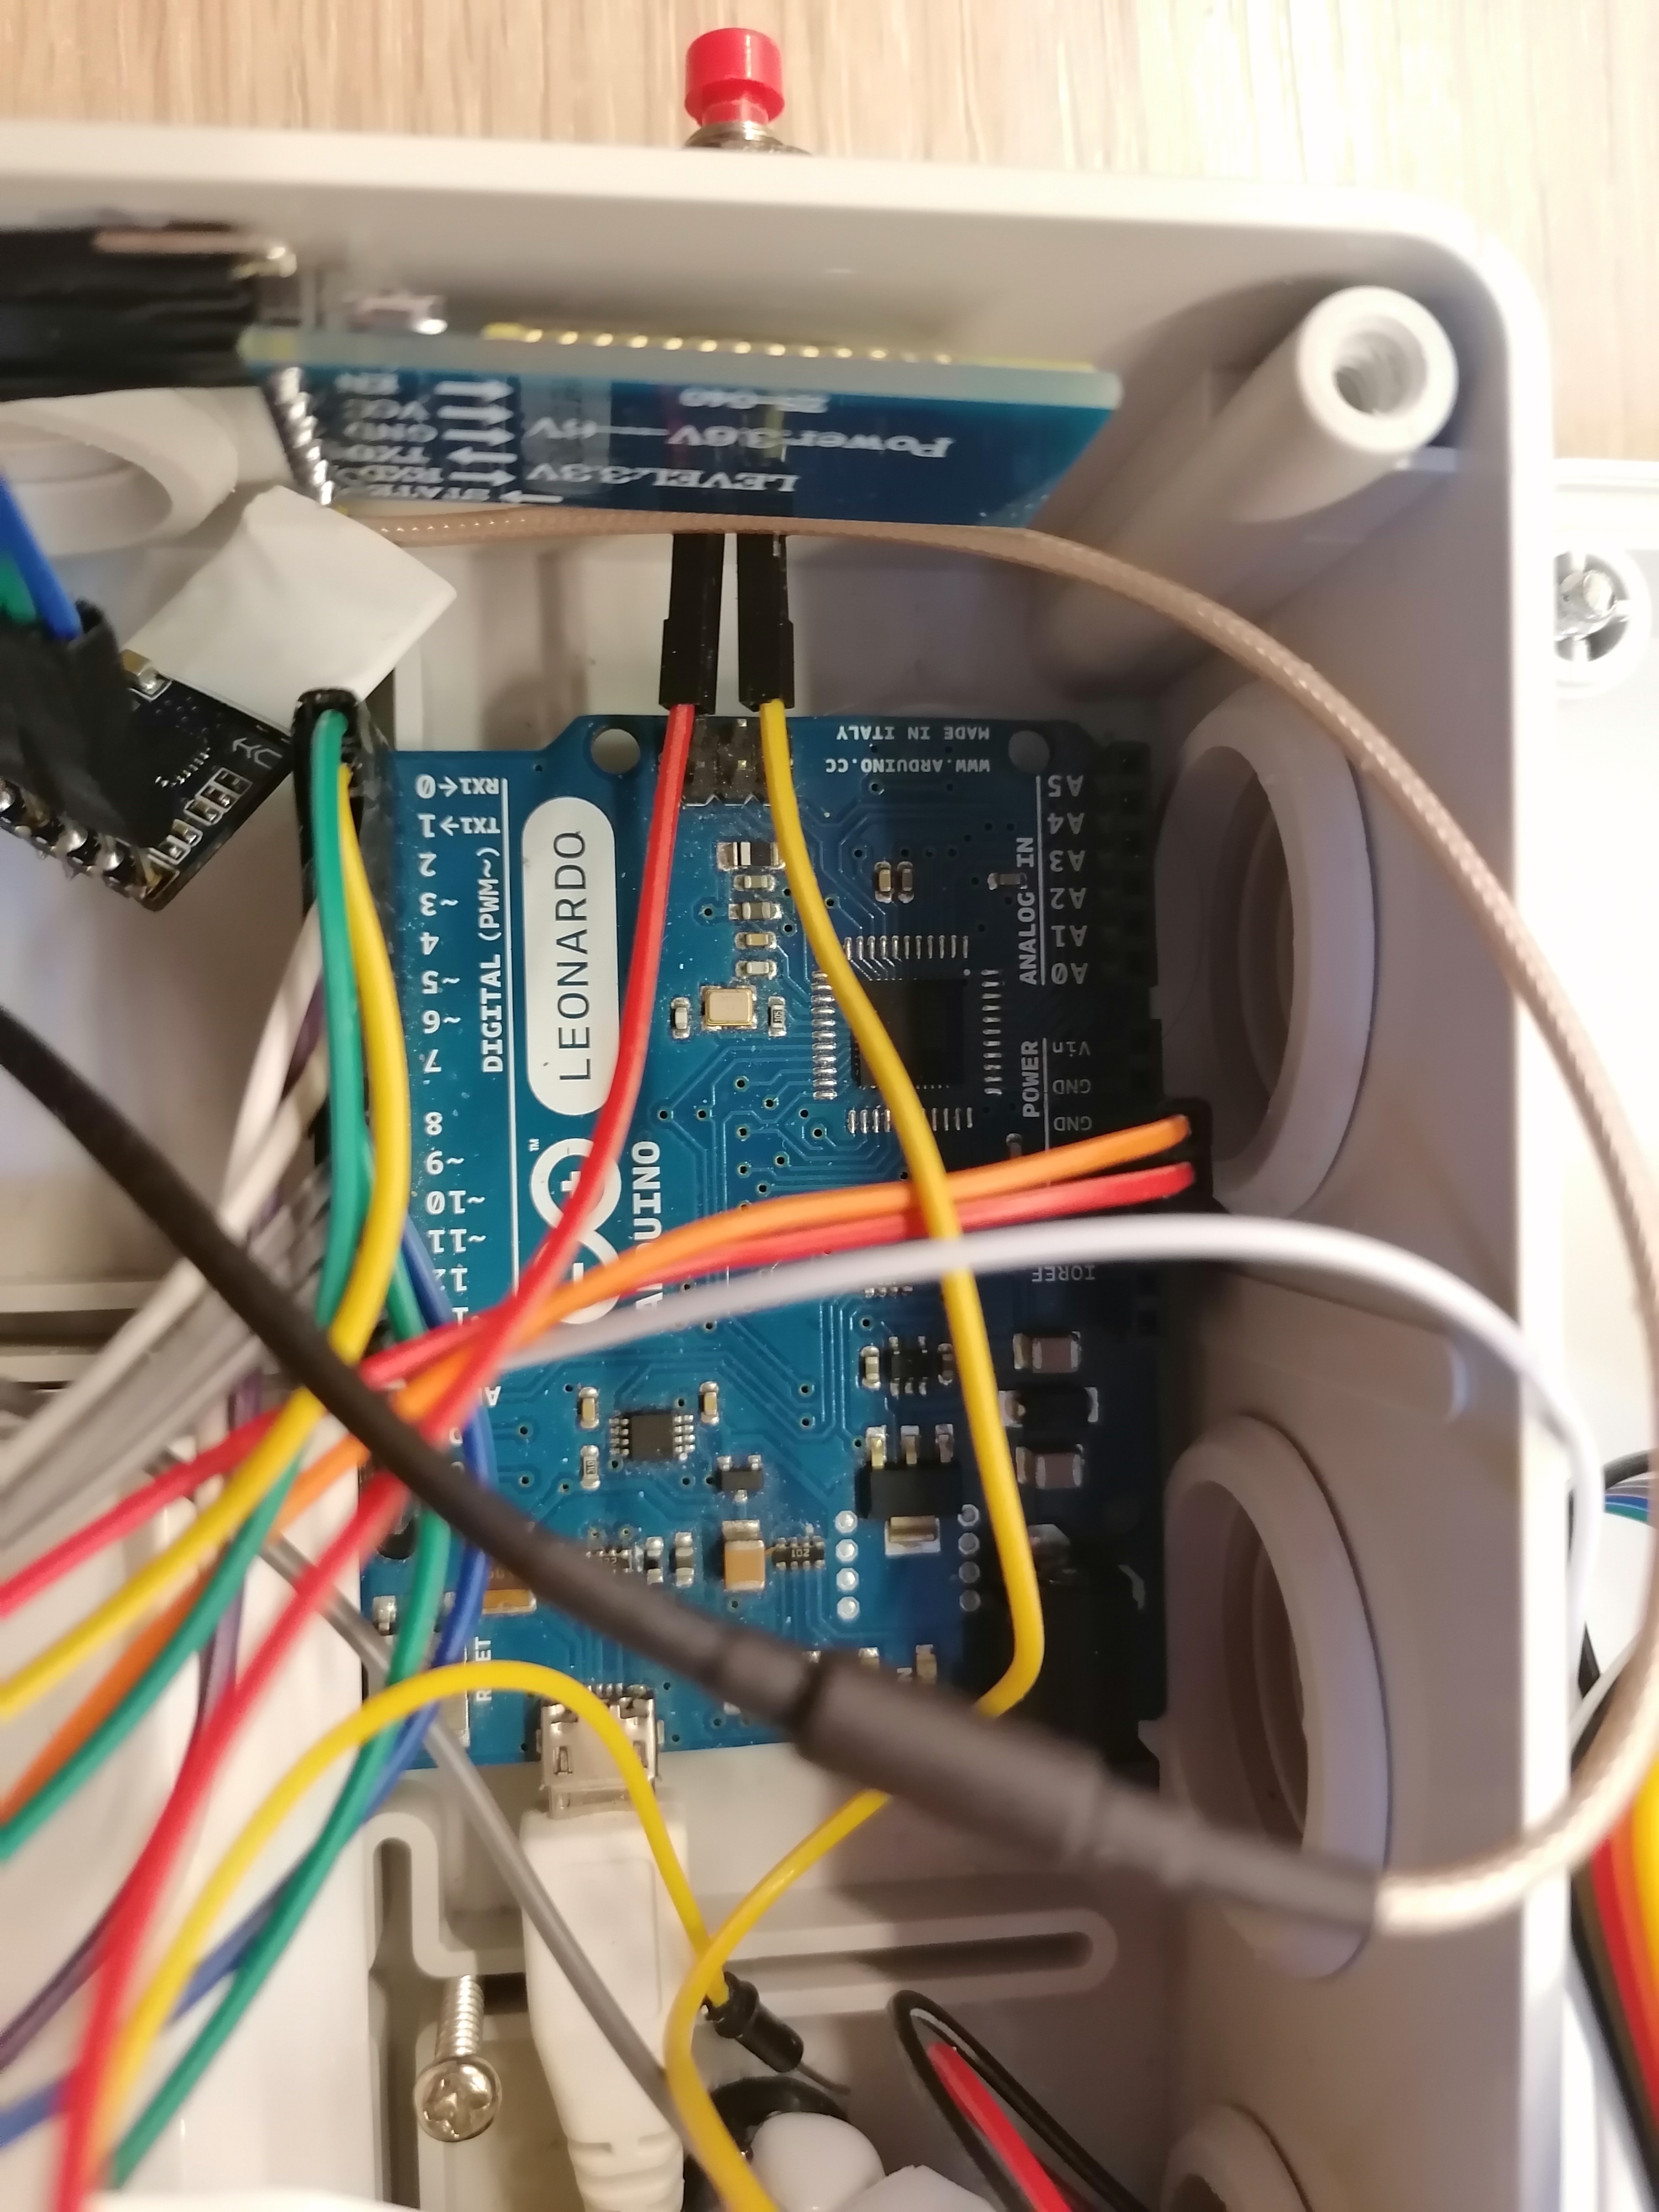 EN
VCC
GND
TXD
RXD
STATE
ZS-040
Power:3.6V---6V
LEVEL:3.3V
MADE IN ITALY
WWW.ARDUINO.CC
RX1<-0
TX1->1
2
~3
4
~5
~6
7
8
~9
~10
~11
12
DIGITAL (PWM~)
LEONARDO
ARDUINO
TM
A5
A4
A3
A2
A1
A0
ANALOG IN
Vin
GND
GND
POWER
IOREF